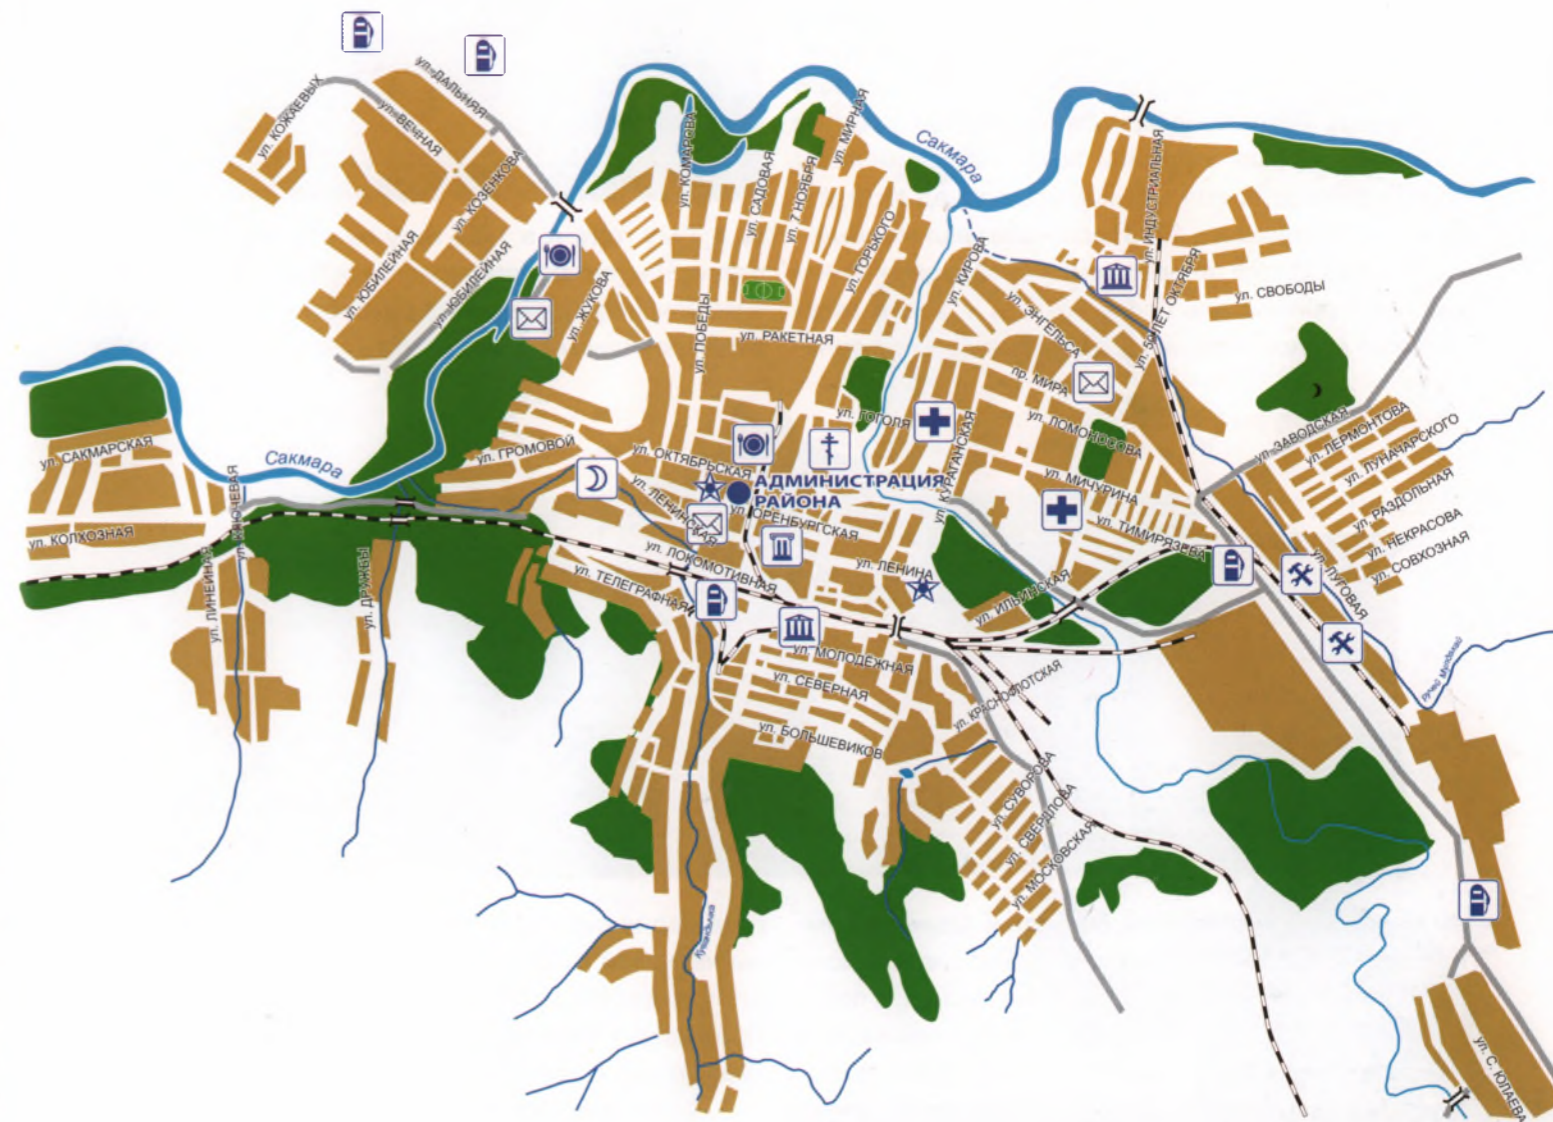 ул. КОЖАЕВЫХ
ул. ДАЛЬНЯЯ
ул. ВЕЧНАЯ
ул. КОЗЕНКОВА
ул. ЮБИЛЕЙНАЯ
ул. ЮБИЛЕЙНАЯ
ул. ЖУКОВА
ул. КОМАРОВА
ул. САДОВАЯ
ул. 7 НОЯБРЯ
ул. МИРНАЯ
ул. ГОРЬКОГО
Сакмара
ул. ИНДУСТРИАЛЬНАЯ
ул. КИРОВА
ул. ЭНГЕЛЬСА
ул. 50 ЛЕТ ОКТЯБРЯ
ул. СВОБОДЫ
ул. ПОБЕДЫ
ул. РАКЕТНАЯ
пр. МИРА
ул. ЛОМОНОСОВА
ул. ГОГОЛЯ
ул. КУРАГАНСКАЯ
ул. МИЧУРИНА
ул. ТИМИРЯЗЕВА
ул. ЗАВОДСКАЯ
ул. ЛЕРМОНТОВА
ул. ЛУНАЧАРСКОГО
ул. РАЗДОЛЬНАЯ
ул. НЕКРАСОВА
ул. СОВХОЗНАЯ
ул. ЛУГОВАЯ
ул. САКМАРСКАЯ
ул. КОЛХОЗНАЯ
ул. КЛЮЧЕВАЯ
Сакмара
ул. ГРОМОВОЙ
ул. ОКТЯБРЬСКАЯ
ул. ЛЕНИНСКАЯ
АДМИНИСТРАЦИЯ
РАЙОНА
ул. ОРЕНБУРГСКАЯ
ул. ЛОКОМОТИВНАЯ
ул. ЛЕНИНА
ул. ИЛЬИНСКАЯ
ул. ТЕЛЕГРАФНАЯ
ул. ЛИНЕЙНАЯ
ул. ДРУЖБЫ
ул. МОЛОДЁЖНАЯ
ул. СЕВЕРНАЯ
ул. БОЛЬШЕВИКОВ
ул. КРАСНОФЛОТСКАЯ
ул. СУВОРОВА
ул. СВЕРДЛОВА
ул. МОСКОВСКАЯ
ул. С. ЮЛАЕВА